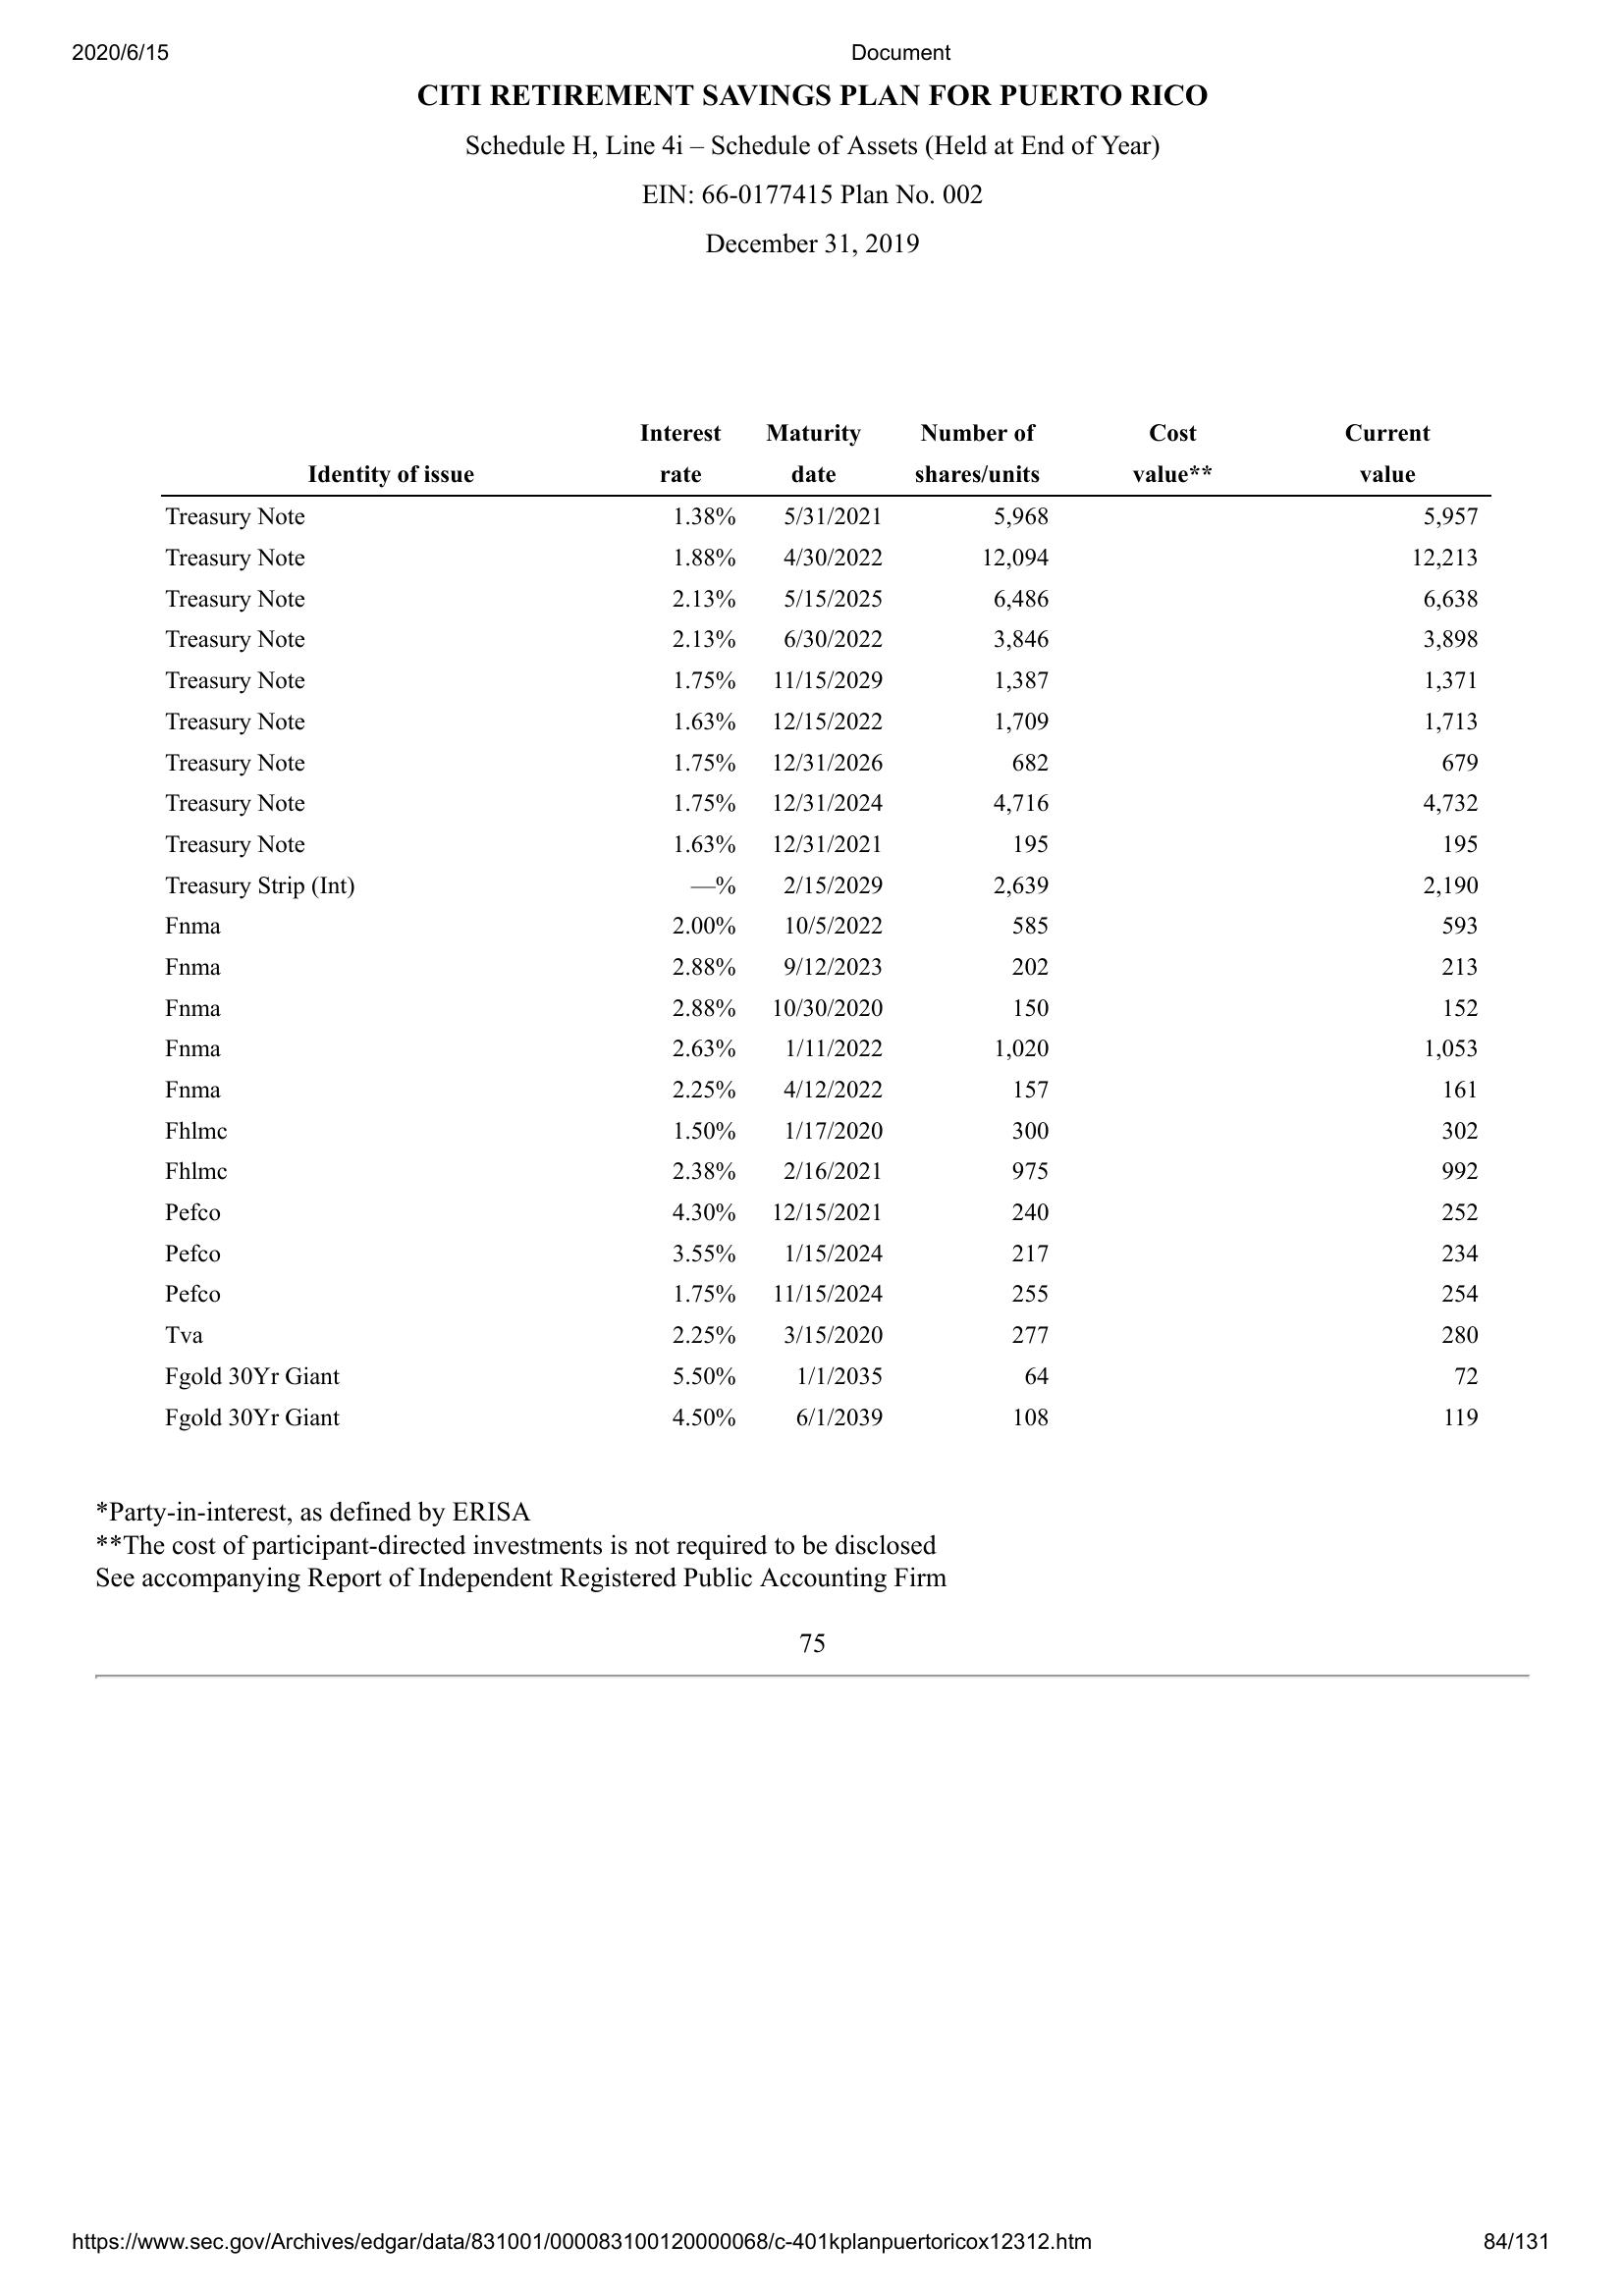 2020/6/15 Document
CITI RETIREMENT SAVINGS PLAN FOR PUERTO RICO
Schedule H, Line 4i – Schedule of Assets (Held at End of Year)
EIN: 66-0177415 Plan No. 002
December 31, 2019
Interest Maturity Number of Cost Current
Identity of issue rate date shares/units value** value
Treasury Note 1.38% 5/31/2021 5,968 5,957
Treasury Note 1.88% 4/30/2022 12,094 12,213
Treasury Note 2.13% 5/15/2025 6,486 6,638
Treasury Note 2.13% 6/30/2022 3,846 3,898
Treasury Note 1.75% 11/15/2029 1,387 1,371
Treasury Note 1.63% 12/15/2022 1,709 1,713
Treasury Note 1.75% 12/31/2026 682 679
Treasury Note 1.75% 12/31/2024 4,716 4,732
Treasury Note 1.63% 12/31/2021 195 195
Treasury Strip (Int) —% 2/15/2029 2,639 2,190
Fnma 2.00% 10/5/2022 585 593
Fnma 2.88% 9/12/2023 202 213
Fnma 2.88% 10/30/2020 150 152
Fnma 2.63% 1/11/2022 1,020 1,053
Fnma 2.25% 4/12/2022 157 161
Fhlmc 1.50% 1/17/2020 300 302
Fhlmc 2.38% 2/16/2021 975 992
Pefco 4.30% 12/15/2021 240 252
Pefco 3.55% 1/15/2024 217 234
Pefco 1.75% 11/15/2024 255 254
Tva 2.25% 3/15/2020 277 280
Fgold 30Yr Giant 5.50% 1/1/2035 64 72
Fgold 30Yr Giant 4.50% 6/1/2039 108 119
*Party-in-interest, as defined by ERISA
**The cost of participant-directed investments is not required to be disclosed
See accompanying Report of Independent Registered Public Accounting Firm
75
https://www.sec.gov/Archives/edgar/data/831001/000083100120000068/c-401kplanpuertoricox12312.htm 84/131